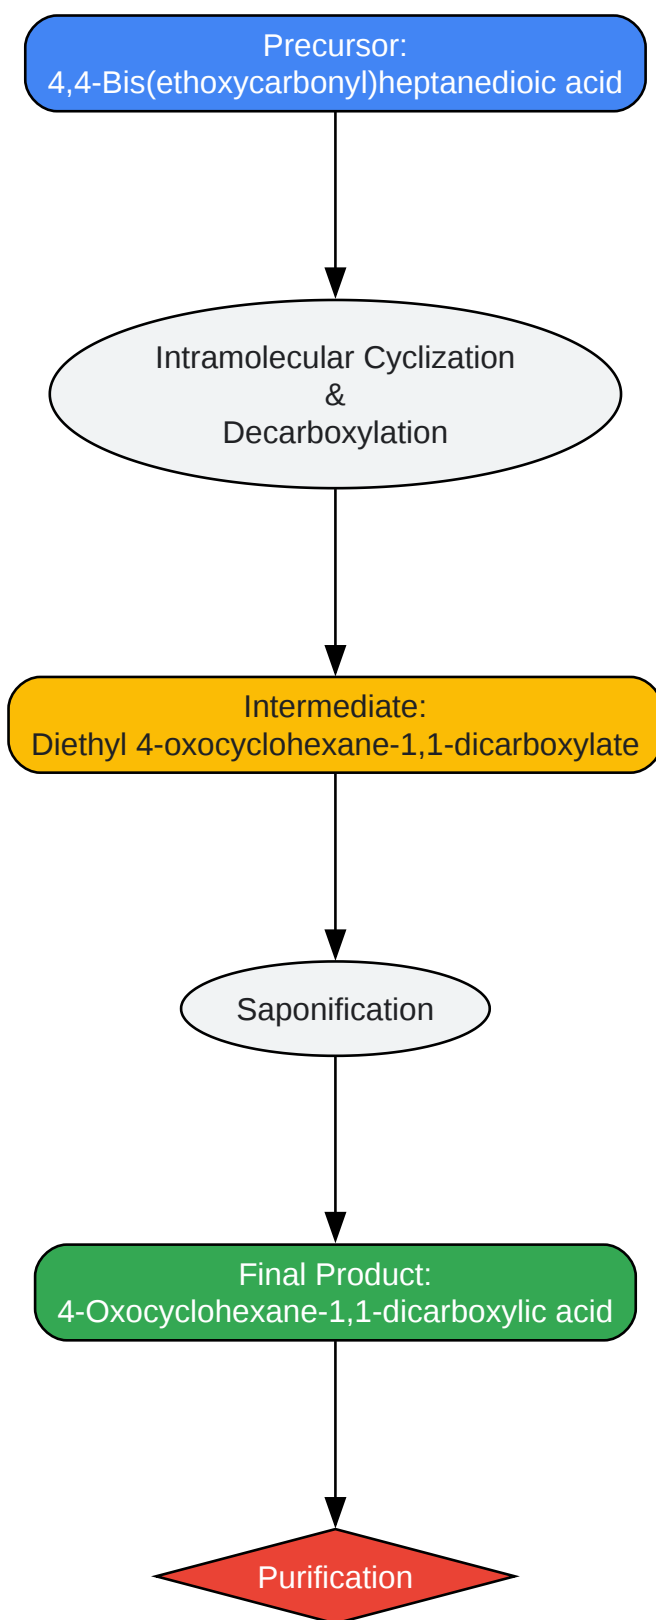 Precursor:
4,4-Bis(ethoxycarbonyl)heptanedioic acid
Intramolecular Cyclization
&
Decarboxylation
Intermediate:
Diethyl 4-oxocyclohexane-1,1-dicarboxylate
Saponification
Final Product:
4-Oxocyclohexane-1,1-dicarboxylic acid
Purification